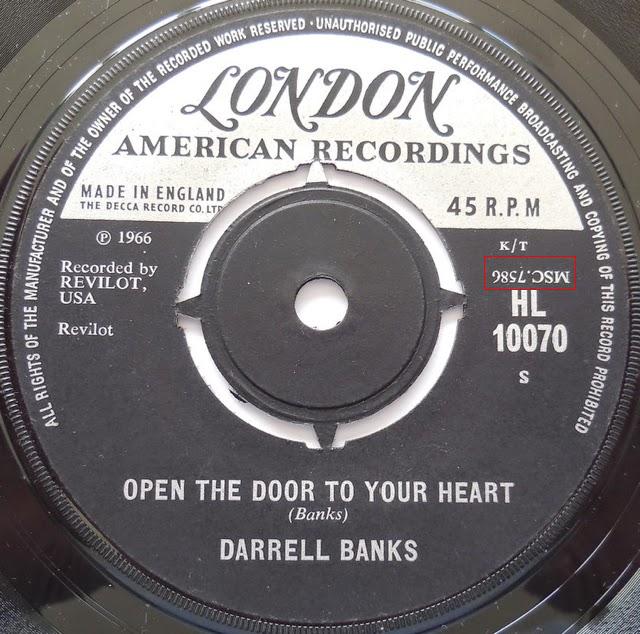 ALL RIGHTS OF THE MANUFACTURER AND OF THE OWNER OF THE RECORDED WORK RESERVED · UNAUTHORISED PUBLIC PERFORMANCE BROADCASTING AND COPYING OF THIS RECORD PROHIBITED
LONDON
AMERICAN RECORDINGS
MADE IN ENGLAND
THE DECCA RECORD CO. LTD
45 R.P.M
℗ 1966
Recorded by
REVILOT,
USA
Revilot
K/T
MSC.7586
HL
10070
S
OPEN THE DOOR TO YOUR HEART
(Banks)
DARRELL BANKS